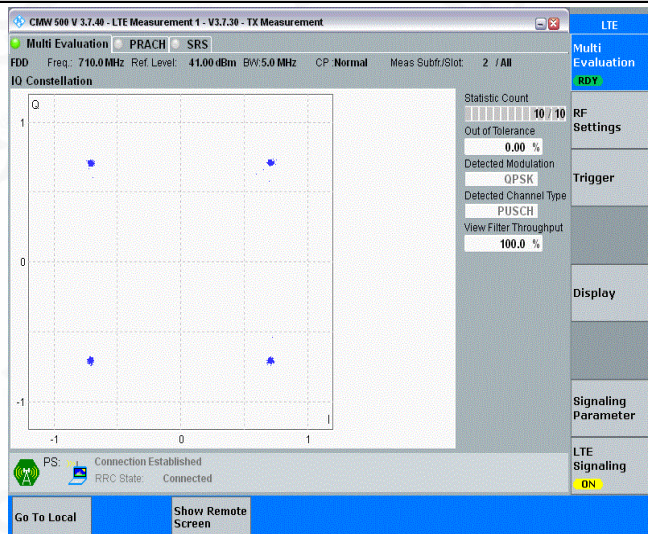 CMW 500 V 3.7.40 - LTE Measurement 1 - V3.7.30 - TX Measurement
Multi Evaluation PRACH SRS
FDD Freq.: 710.0 MHz Ref. Level: 41.00 dBm BW: 5.0 MHz CP :Normal Meas Subfr./Slot: 2 / All
IQ Constellation
Q
1
0
-1
I
-1 0 1
Statistic Count
10 / 10
Out of Tolerance
0.00 %
Detected Modulation
QPSK
Detected Channel Type
PUSCH
View Filter Throughput
100.0 %
PS: Connection Established
RRC State: Connected
LTE
Multi
Evaluation
RDY
RF
Settings
Trigger
Display
Signaling
Parameter
LTE
Signaling
ON
Go To Local
Show Remote
Screen